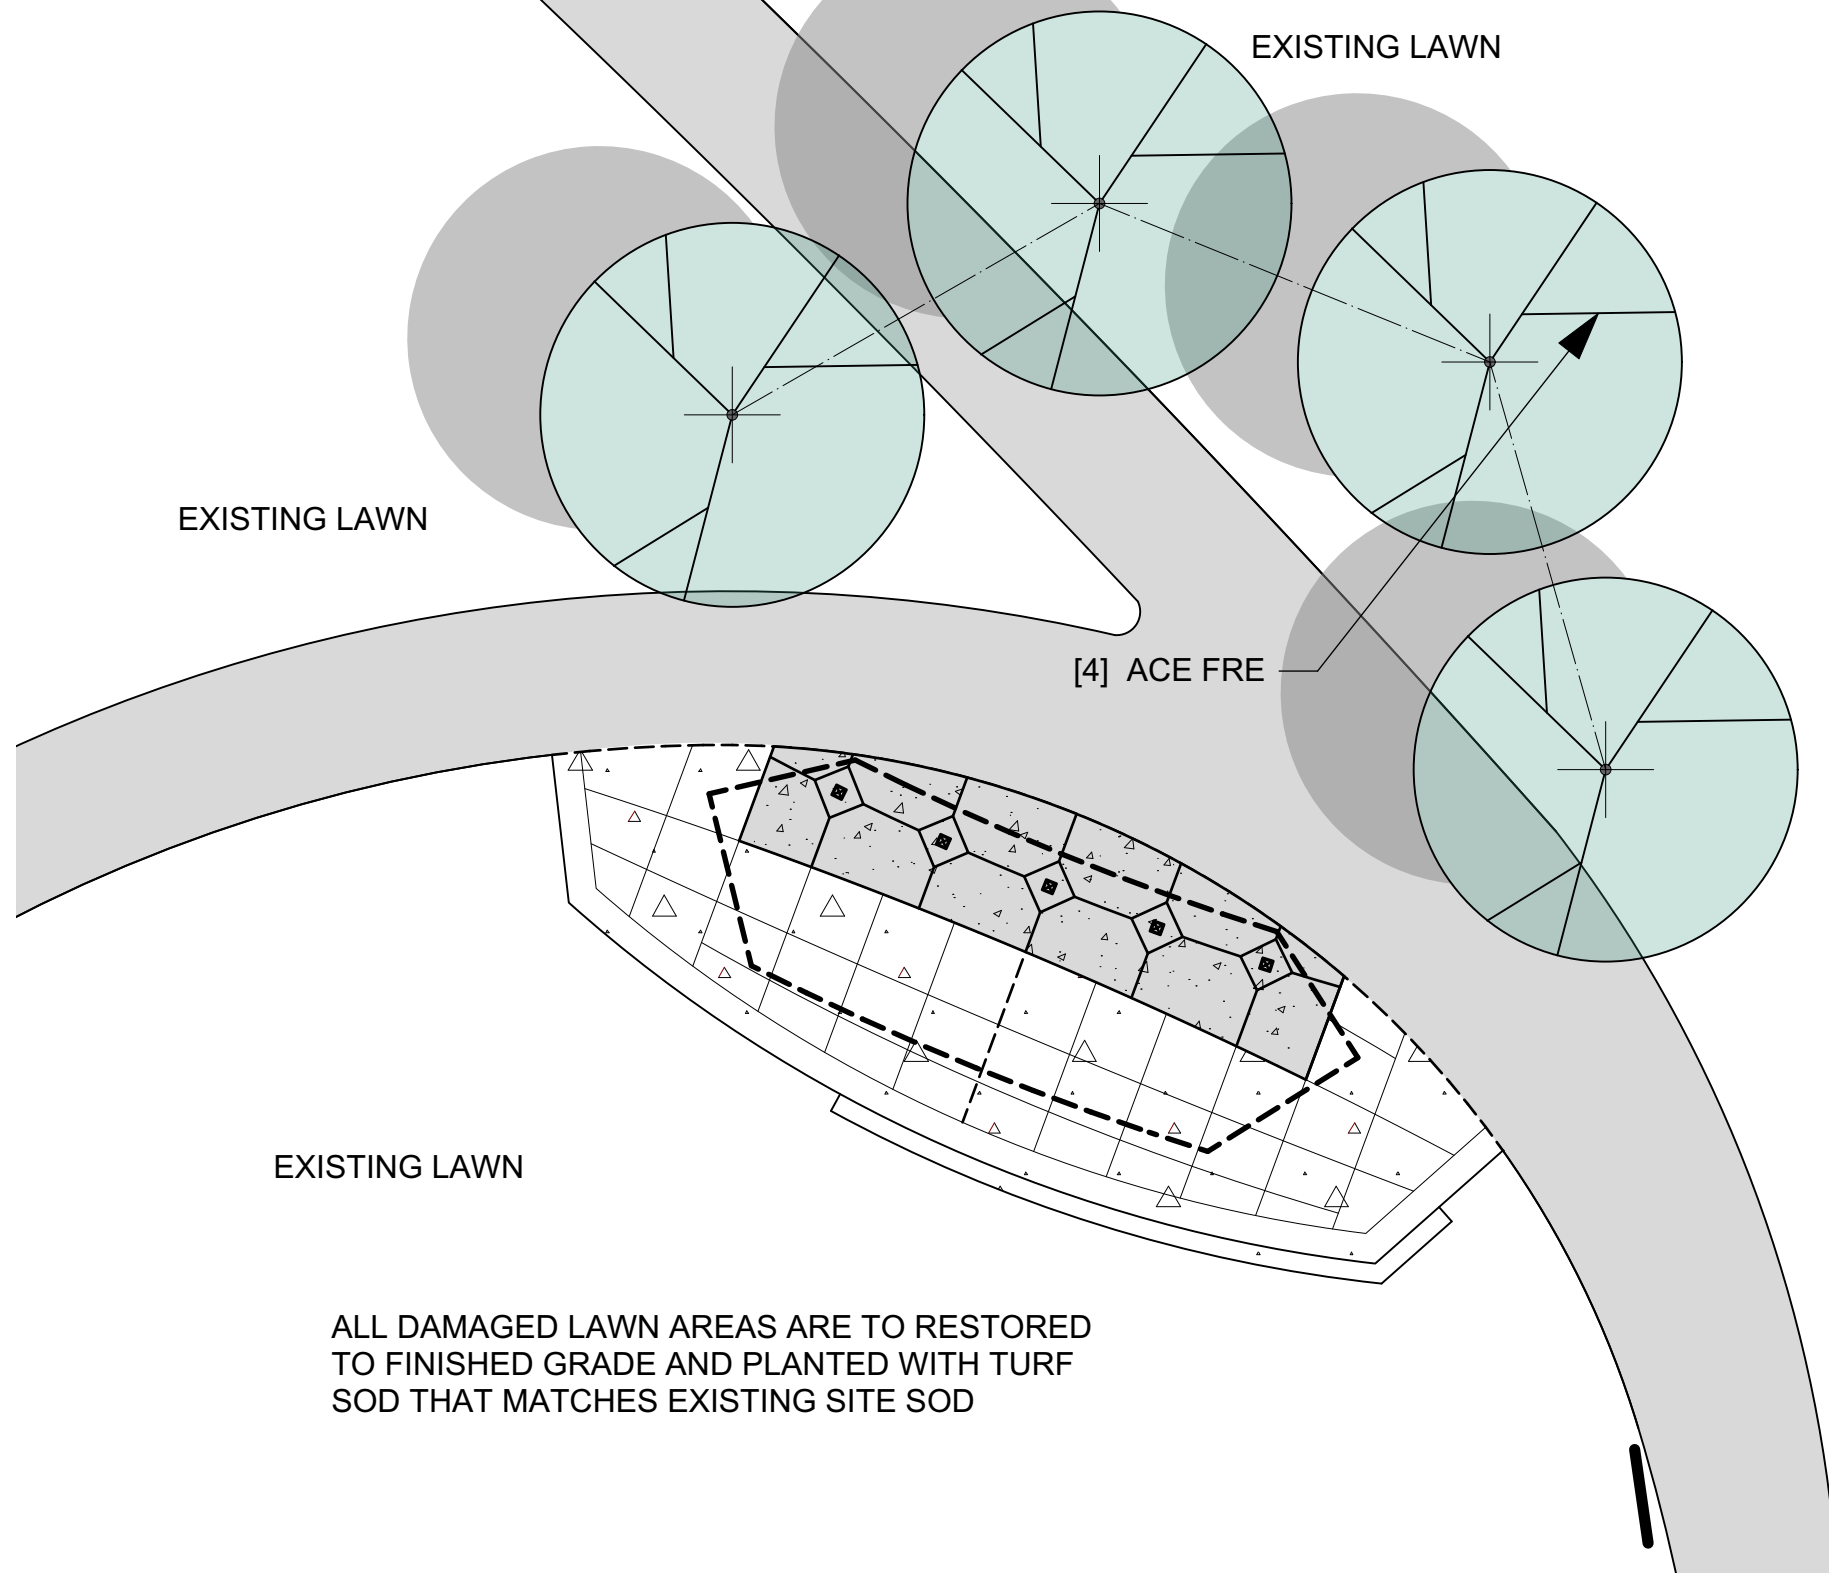 EXISTING LAWN
EXISTING LAWN
[4] ACE FRE
EXISTING LAWN
ALL DAMAGED LAWN AREAS ARE TO RESTORED
TO FINISHED GRADE AND PLANTED WITH TURF
SOD THAT MATCHES EXISTING SITE SOD